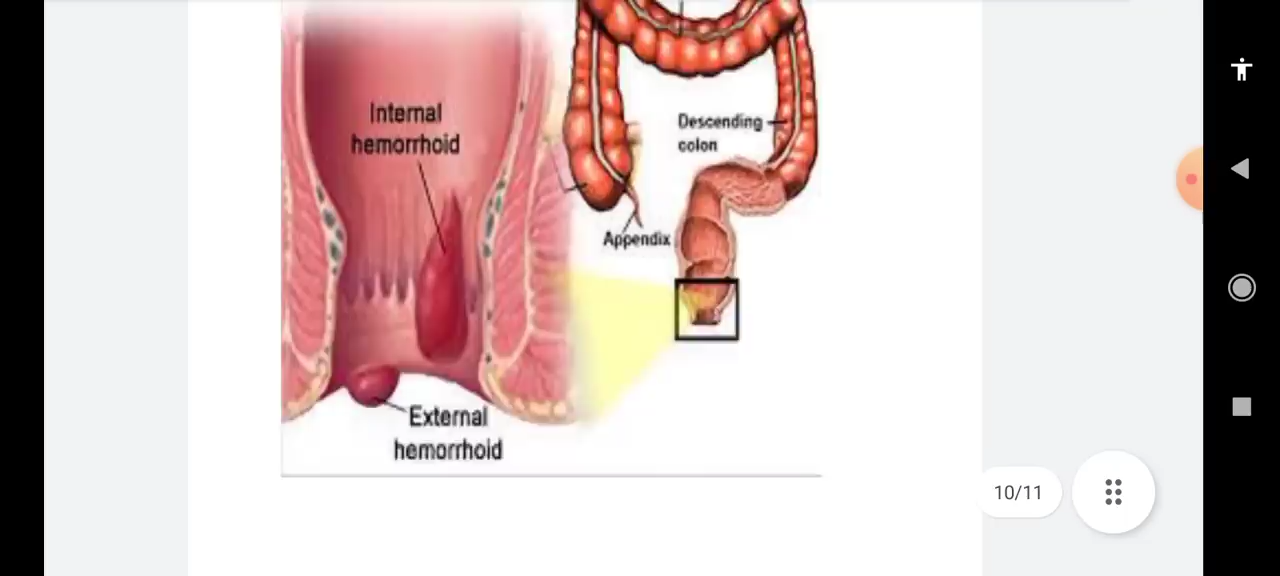 Internal
hemorrhoid
Descending
colon
Appendix
External
hemorrhoid
10/11